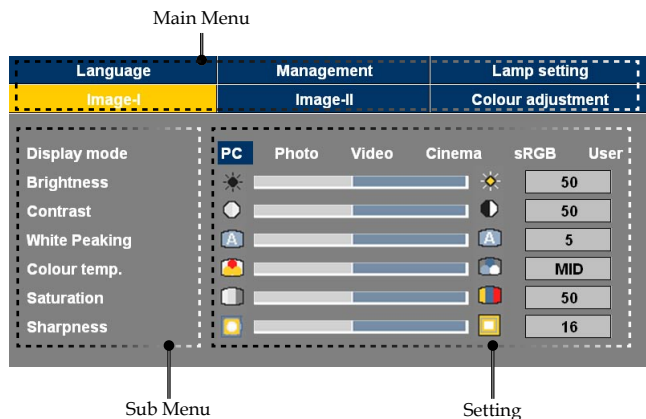 Main Menu
Language Management Lamp setting
Image-I Image-II Colour adjustment
Display mode PC Photo Video Cinema sRGB User
Brightness 50
Contrast 50
White Peaking A A 5
Colour temp. MID
Saturation 50
Sharpness 16
Sub Menu Setting